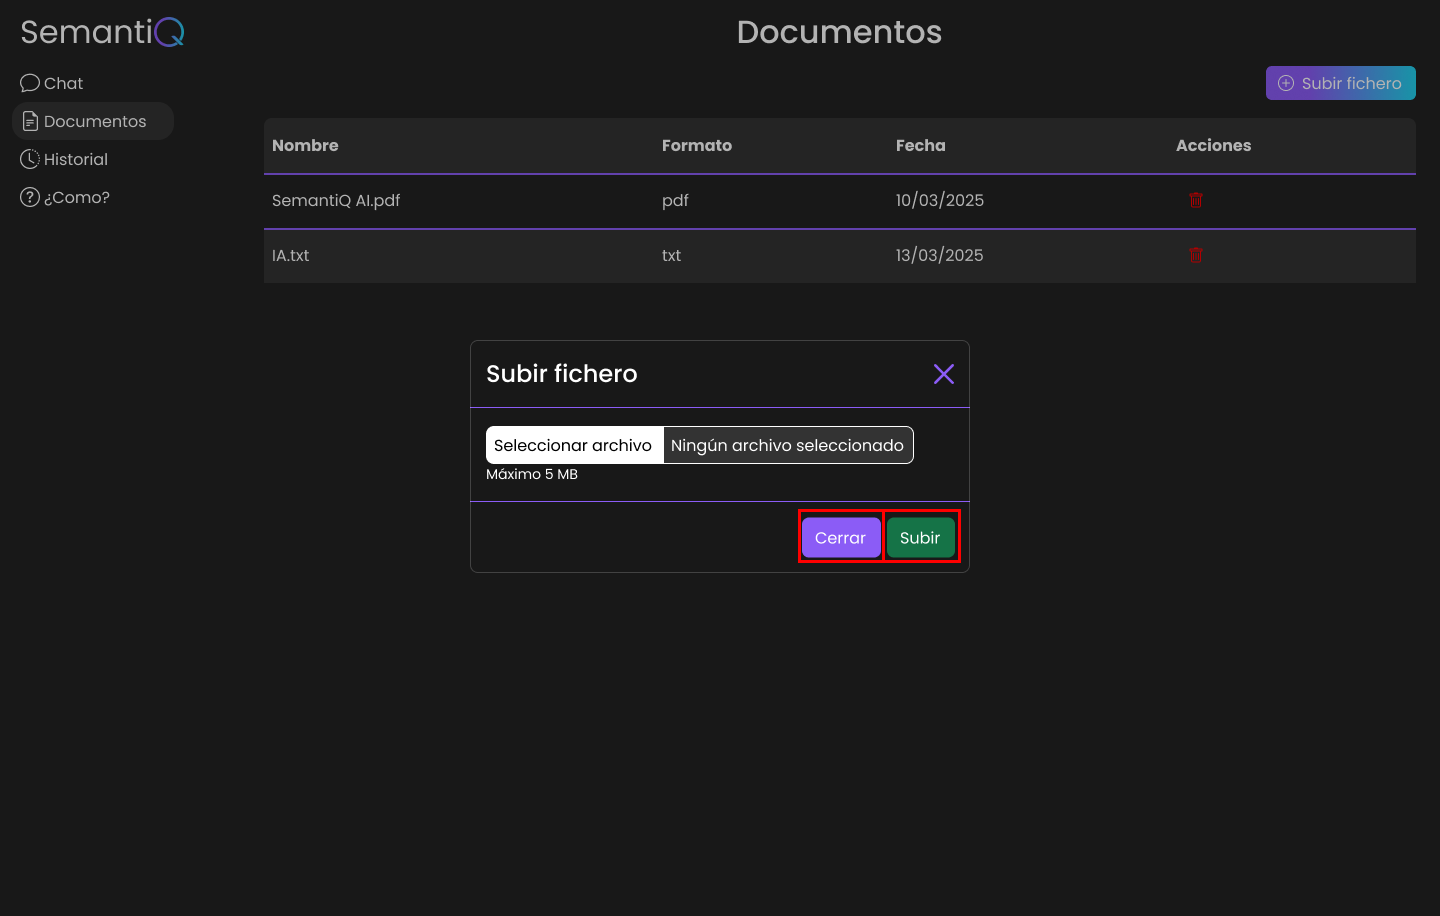 SemantiQ
Documentos
Chat
Documentos
Historial
¿Como?
Subir fichero
Nombre Formato Fecha Acciones
SemantiQ AI.pdf pdf 10/03/2025
IA.txt txt 13/03/2025
Subir fichero
Seleccionar archivo Ningún archivo seleccionado
Máximo 5 MB
Cerrar Subir